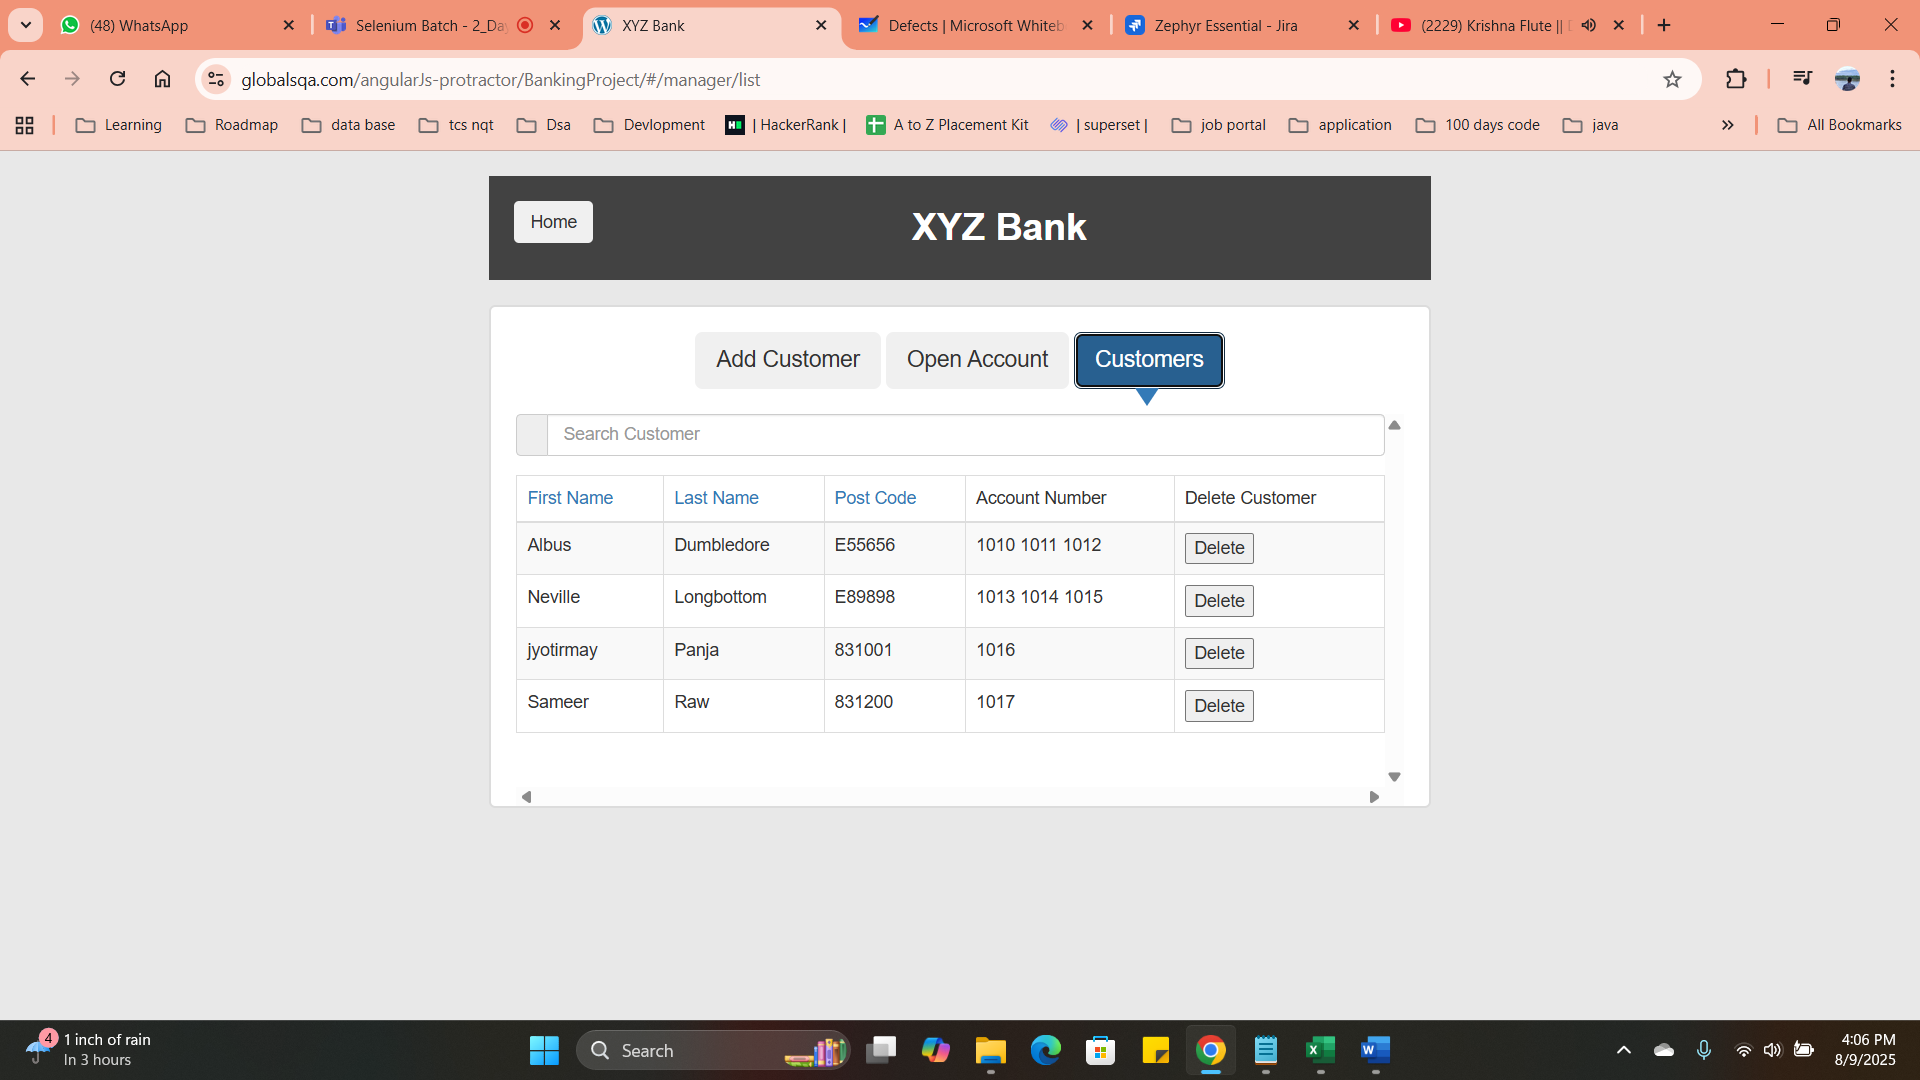 (48) WhatsApp
Selenium Batch - 2_Da
XYZ Bank
Defects | Microsoft Whiteb
Zephyr Essential - Jira
(2229) Krishna Flute ||
globalsqa.com/angularJs-protractor/BankingProject/#/manager/list
Learning
Roadmap
data base
tcs nqt
Dsa
Devlopment
| HackerRank |
A to Z Placement Kit
| superset |
job portal
application
100 days code
java
All Bookmarks
Home
XYZ Bank
Add Customer
Open Account
Customers
Search Customer
First Name Last Name Post Code Account Number Delete Customer
Albus Dumbledore E55656 1010 1011 1012 Delete
Neville Longbottom E89898 1013 1014 1015 Delete
jyotirmay Panja 831001 1016 Delete
Sameer Raw 831200 1017 Delete
4
1 inch of rain
In 3 hours
Search
4:06 PM
8/9/2025